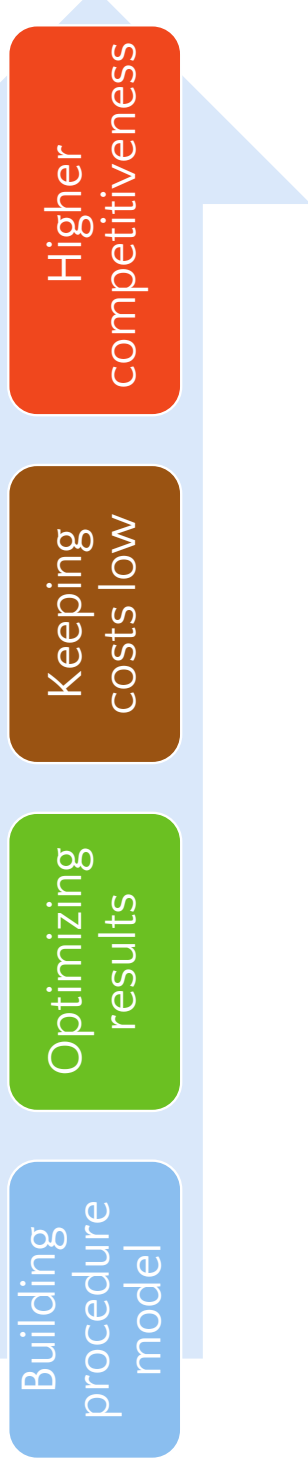 Building
procedure
model
Optimizing
results
Keeping
costs low
Higher
competitiveness